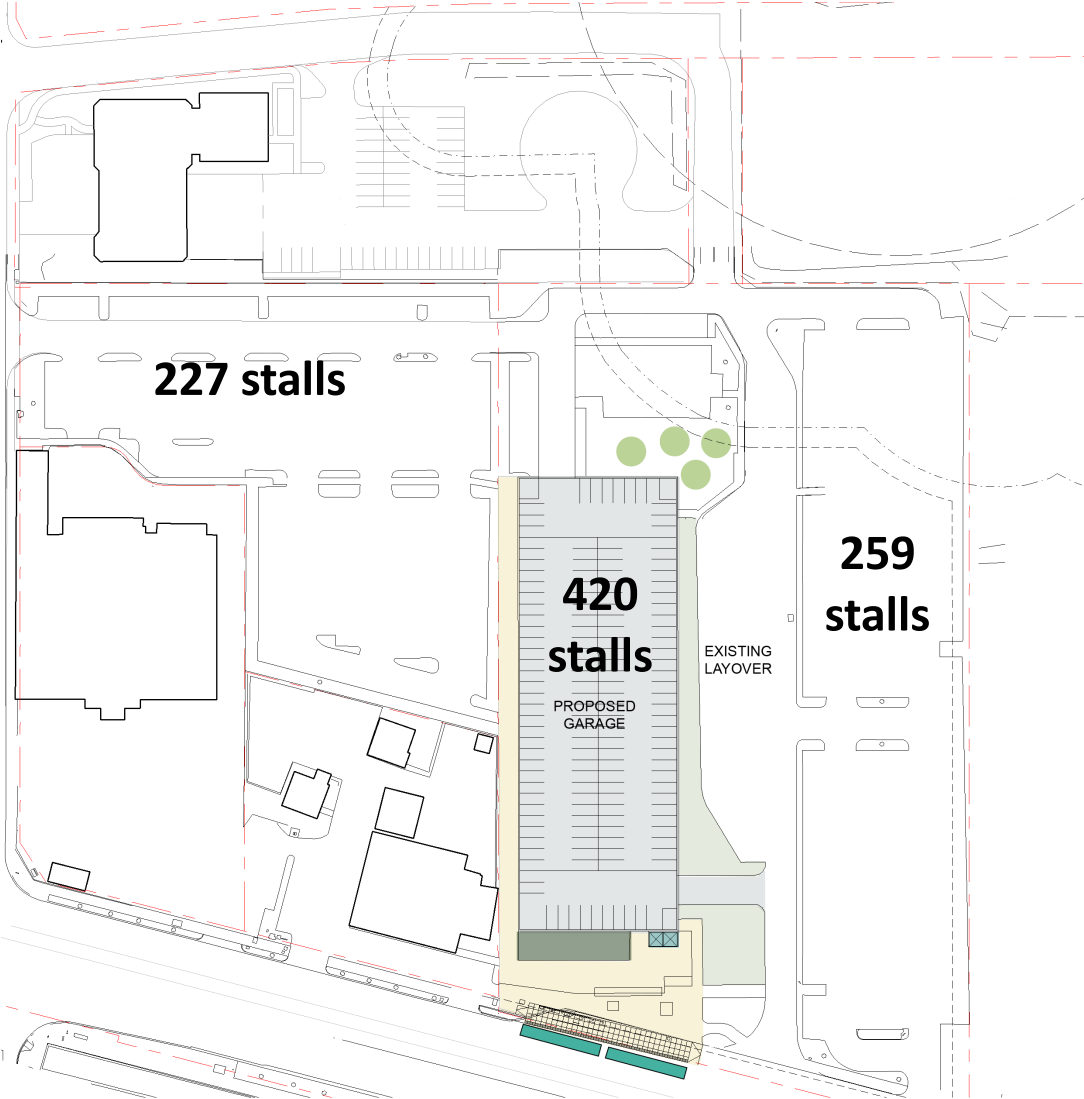 227 stalls
420
stalls
PROPOSED
GARAGE
EXISTING
LAYOVER
259
stalls